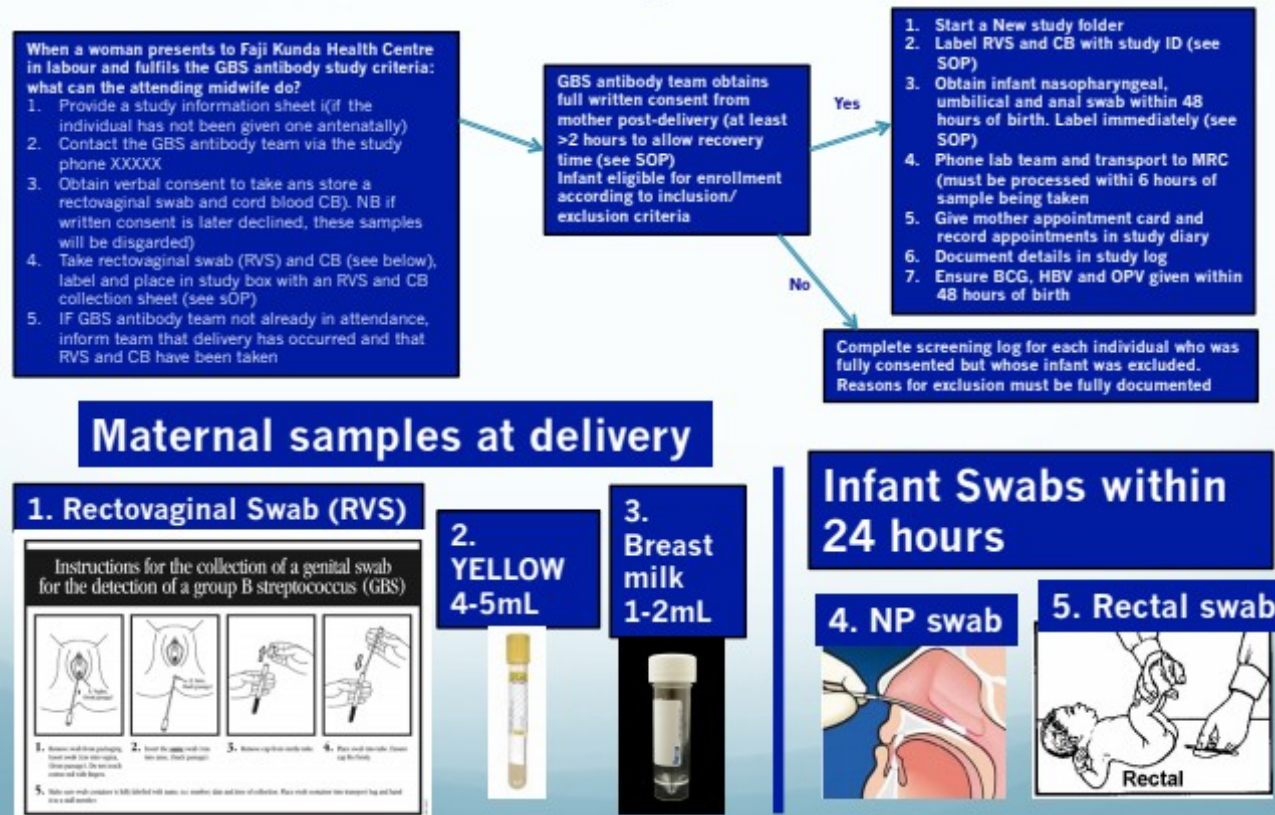 When a woman presents to Faji Kunda Health Centre
in labour and fulfils the GBS antibody study criteria:
what can the attending midwife do?
1. Provide a study information sheet i(if the
individual has not been given one antenatally)
2. Contact the GBS antibody team via the study
phone XXXXX
3. Obtain verbal consent to take ans store a
rectovaginal swab and cord blood CB). NB if
written consent is later declined, these samples
will be disgarded)
4. Take rectovaginal swab (RVS) and CB (see below),
label and place in study box with an RVS and CB
collection sheet (see sOP)
5. IF GBS antibody team not already in attendance,
inform team that delivery has occurred and that
RVS and CB have been taken
GBS antibody team obtains
full written consent from
mother post-delivery (at least
>2 hours to allow recovery
time (see SOP)
Infant eligible for enrollment
according to inclusion/
exclusion criteria
Yes
No
1. Start a New study folder
2. Label RVS and CB with study ID (see
SOP)
3. Obtain infant nasopharyngeal,
umbilical and anal swab within 48
hours of birth. Label immediately (see
SOP)
4. Phone lab team and transport to MRC
(must be processed withi 6 hours of
sample being taken
5. Give mother appointment card and
record appointments in study diary
6. Document details in study log
7. Ensure BCG, HBV and OPV given within
48 hours of birth
Complete screening log for each individual who was
fully consented but whose infant was excluded.
Reasons for exclusion must be fully documented
Maternal samples at delivery
1. Rectovaginal Swab (RVS)
Instructions for the collection of a genital swab
for the detection of a group B streptococcus (GBS)
1.
2.
3.
4.
5.
2.
YELLOW
4-5mL
3.
Breast
milk
1-2mL
Infant Swabs within
24 hours
4. NP swab
5. Rectal swab
Rectal